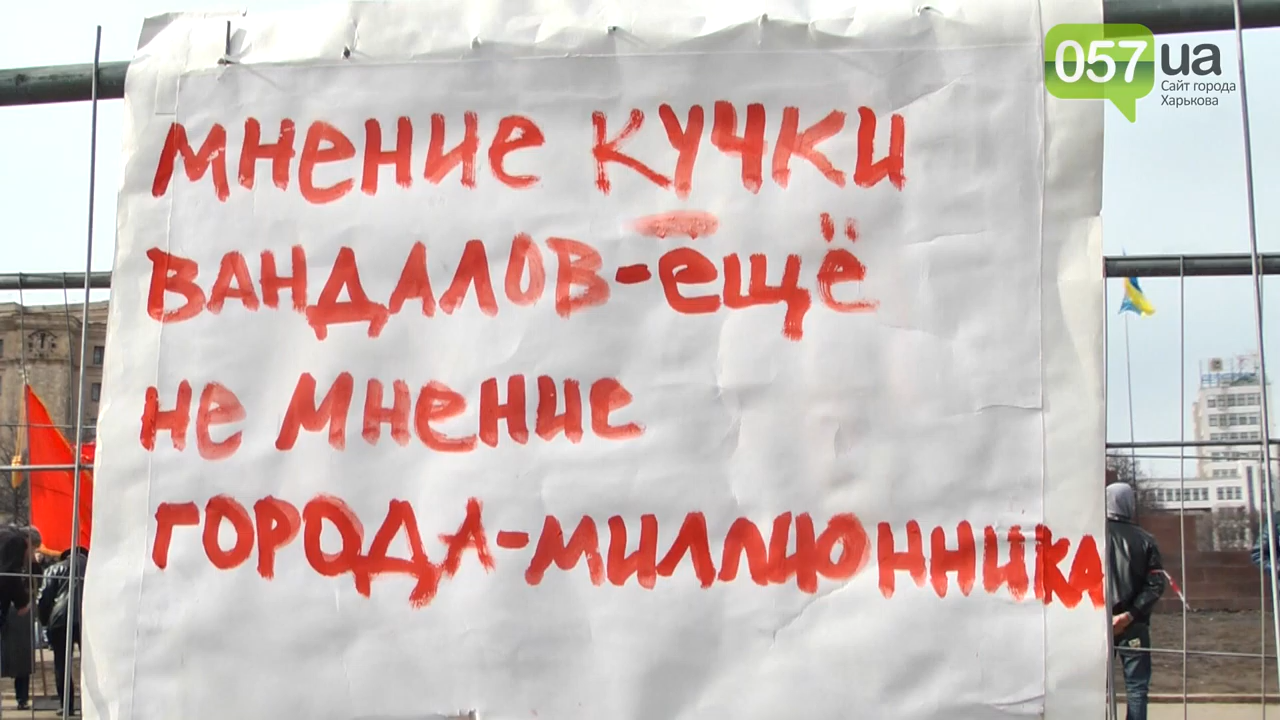 057 ua
Сайт города
Харькова
мнение кучки
вандалов-ещё
не мнение
города-миллионника